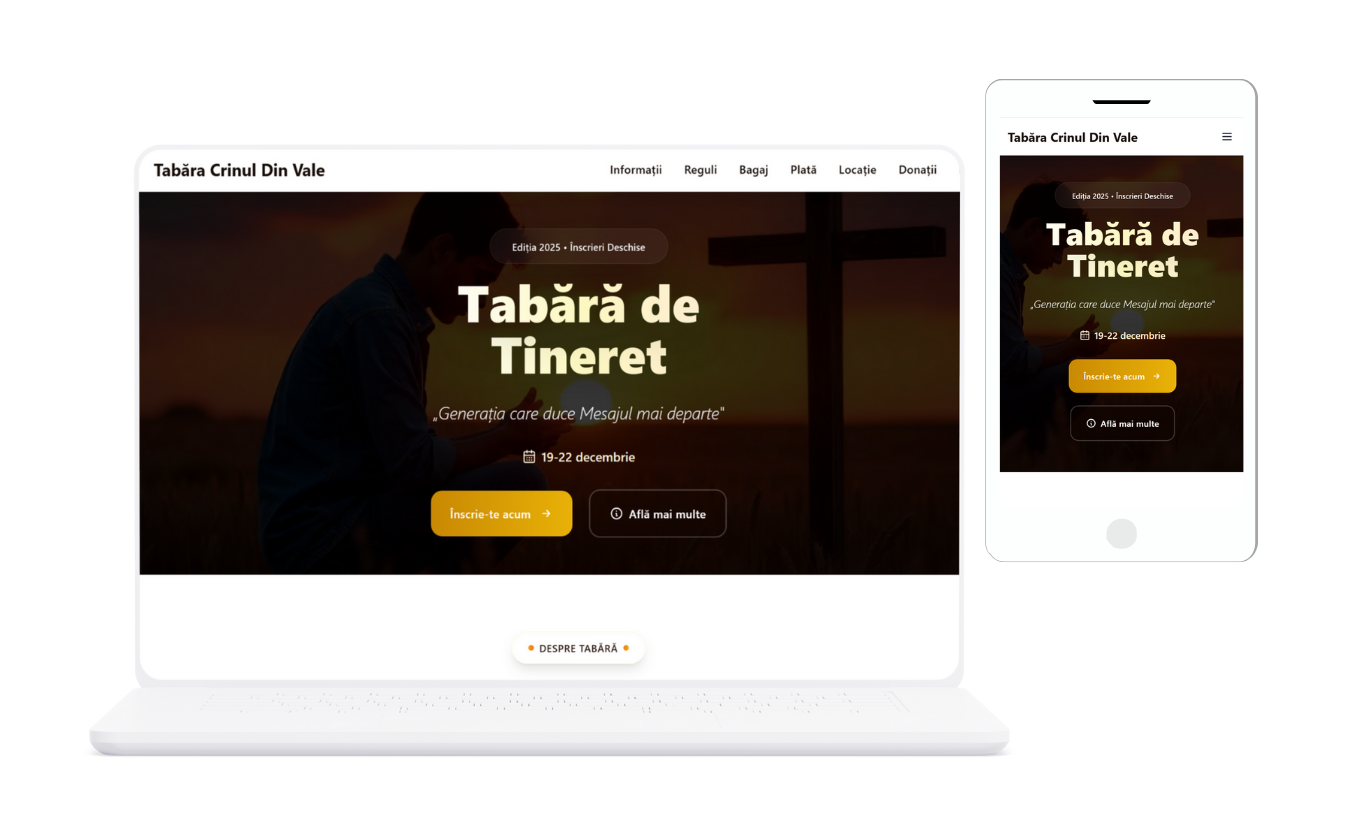 Tabăra Crinul Din Vale
Informații Reguli Bagaj Plată Locație Donații
Ediția 2025 • Înscrieri Deschise
Tabără de
Tineret
„Generația care duce Mesajul mai departe"
19-22 decembrie
Înscrie-te acum →
Află mai multe
• DESPRE TABĂRĂ •
Tabăra Crinul Din Vale
Ediția 2025 • Înscrieri Deschise
Tabără de
Tineret
„Generația care duce Mesajul mai departe"
19-22 decembrie
Înscrie-te acum →
Află mai multe